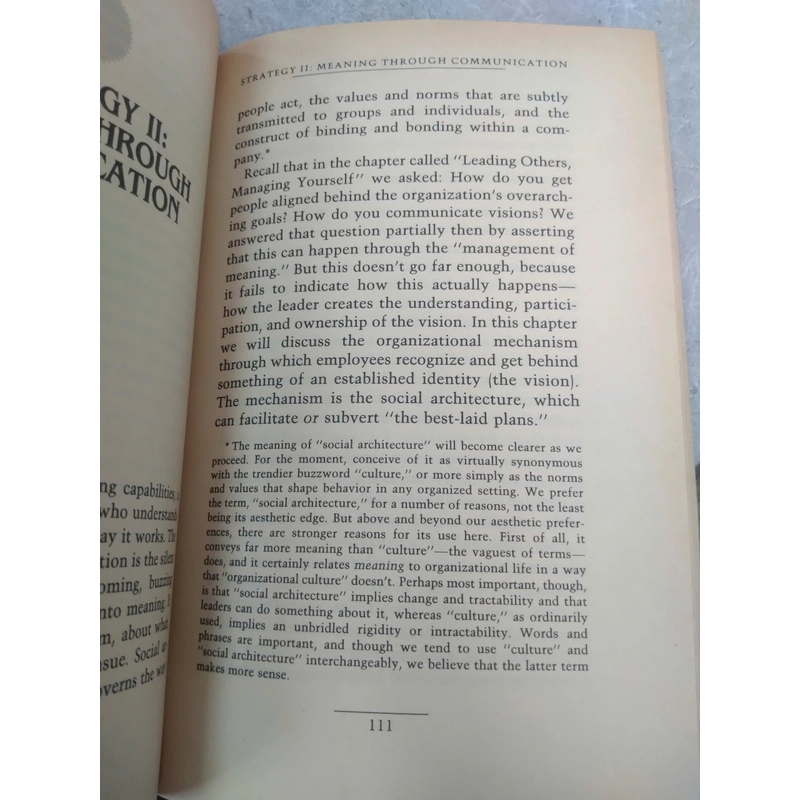 GY II:
HROUGH
CATION
ng capabilities, a
who understand
ay it works. The
tion is the silent
oming, buzzing
nto meaning. It
m, about what
nsue. Social ar
overns the way
STRATEGY II: MEANING THROUGH COMMUNICATION
people act, the values and norms that are subtly
transmitted to groups and individuals, and the
construct of binding and bonding within a com-
pany.*
Recall that in the chapter called "Leading Others,
Managing Yourself" we asked: How do you get
people aligned behind the organization's overarch-
ing goals? How do you communicate visions? We
answered that question partially then by asserting
that this can happen through the "management of
meaning." But this doesn't go far enough, because
it fails to indicate how this actually happens—
how the leader creates the understanding, partici-
pation, and ownership of the vision. In this chapter
we will discuss the organizational mechanism
through which employees recognize and get behind
something of an established identity (the vision).
The mechanism is the social architecture, which
can facilitate or subvert "the best-laid plans."
* The meaning of "social architecture" will become clearer as we
proceed. For the moment, conceive of it as virtually synonymous
with the trendier buzzword "culture," or more simply as the norms
and values that shape behavior in any organized setting. We prefer
the term, "social architecture," for a number of reasons, not the least
being its aesthetic edge. But above and beyond our aesthetic prefer-
ences, there are stronger reasons for its use here. First of all, it
conveys far more meaning than "culture"—the vaguest of terms—
does, and it certainly relates meaning to organizational life in a way
that "organizational culture" doesn't. Perhaps most important, though,
is that "social architecture" implies change and tractability and that
leaders can do something about it, whereas "culture," as ordinarily
used, implies an unbridled rigidity or intractability. Words and
phrases are important, and though we tend to use "culture" and
"social architecture" interchangeably, we believe that the latter term
makes more sense.
111